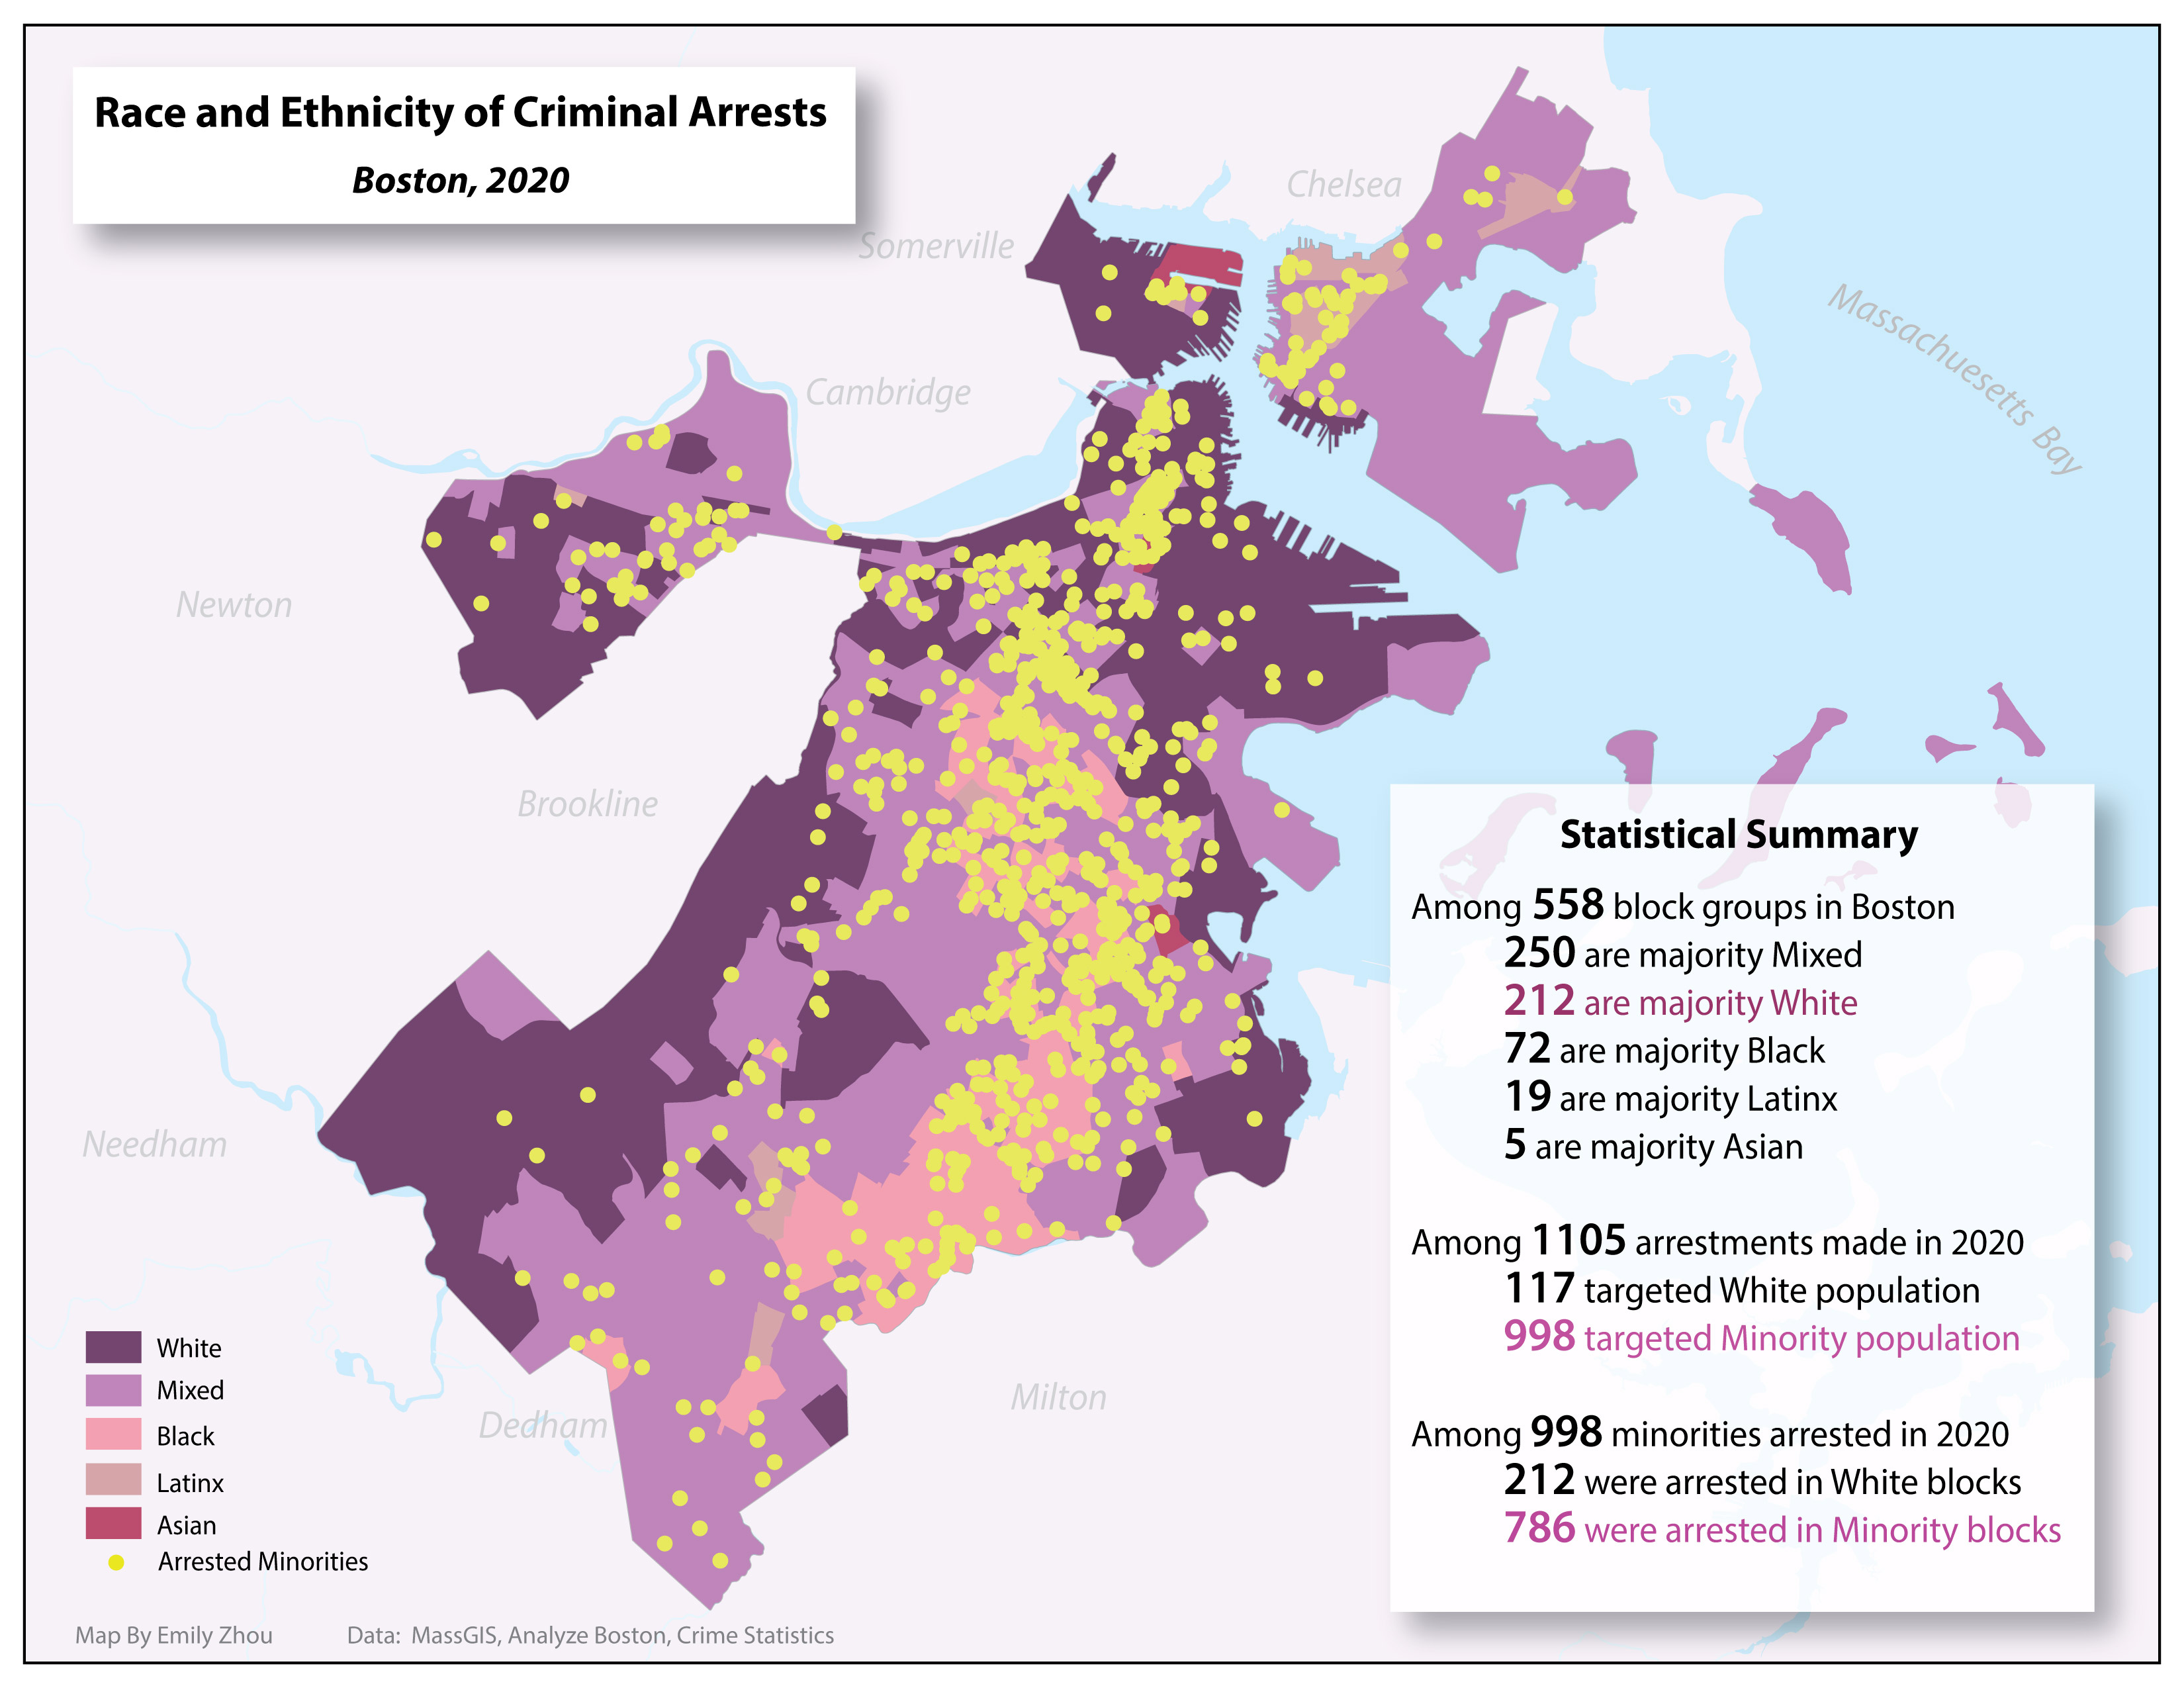 Race and Ethnicity of Criminal Arrests
Boston, 2020
Chelsea
Somerville
Massachuesetts Bay
Cambridge
Newton
Brookline
Needham
Dedham
Milton
Statistical Summary
Among 558 block groups in Boston
250 are majority Mixed
212 are majority White
72 are majority Black
19 are majority Latinx
5 are majority Asian
Among 1105 arrestments made in 2020
117 targeted White population
998 targeted Minority population
Among 998 minorities arrested in 2020
212 were arrested in White blocks
786 were arrested in Minority blocks
White
Mixed
Black
Latinx
Asian
Arrested Minorities
Map By Emily Zhou
Data: MassGIS, Analyze Boston, Crime Statistics